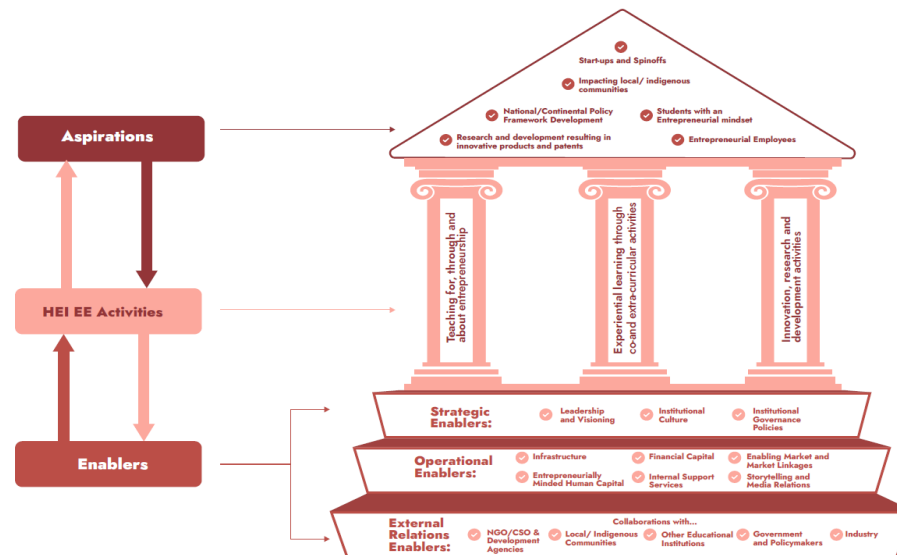 Start-ups and Spinoffs
Impacting local/ indigenous
communities
National/Continental Policy
Framework Development
Students with an
Entrepreneurial mindset
Research and development resulting in
innovative products and patents
Entrepreneurial Employees
Aspirations
HEI EE Activities
Enablers
Teaching for, through and
about entrepreneurship
Experiential learning through
co-and extra-curricular activities
Innovation, research and
development activities
Strategic
Enablers:
Leadership
and Visioning
Institutional
Culture
Institutional
Governance
Policies
Operational
Enablers:
Infrastructure
Financial Capital
Enabling Market and
Market Linkages
Entrepreneurially
Minded Human Capital
Internal Support
Services
Storytelling and
Media Relations
External
Relations
Enablers:
Collaborations with...
NGO/CSO &
Development
Agencies
Local/ Indigenous
Communities
Other Educational
Institutions
Government
and Policymakers
Industry